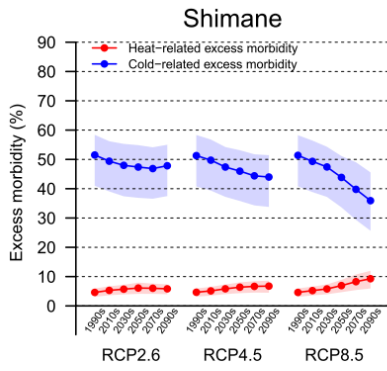 Shimane
Excess morbidity (%)
90
80
70
60
50
40
30
20
10
0
Heat-related excess morbidity
Cold-related excess morbidity
1990s 2010s 2030s 2050s 2070s 2090s 1990s 2010s 2030s 2050s 2070s 2090s 1990s 2010s 2030s 2050s 2070s 2090s
RCP2.6 RCP4.5 RCP8.5